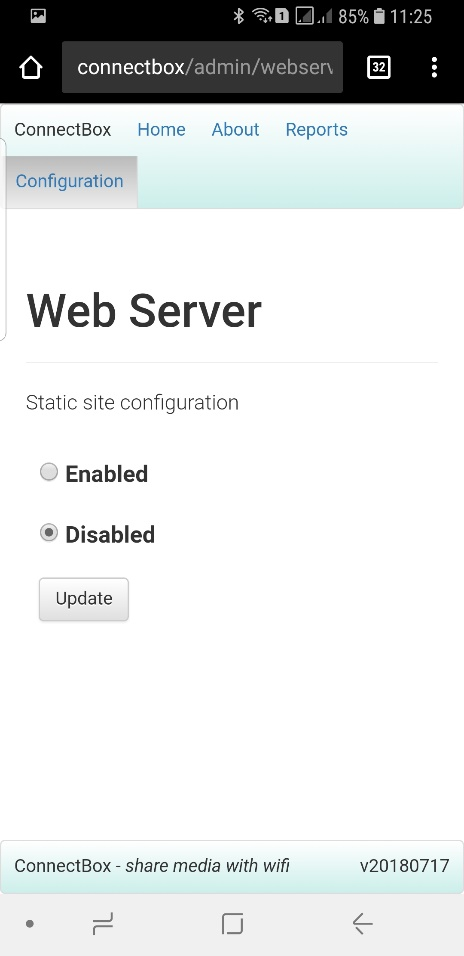 1 85% 11:25
connectbox/admin/webserv 32
ConnectBox Home About Reports
Configuration
Web Server
Static site configuration
Enabled
Disabled
Update
ConnectBox - share media with wifi v20180717